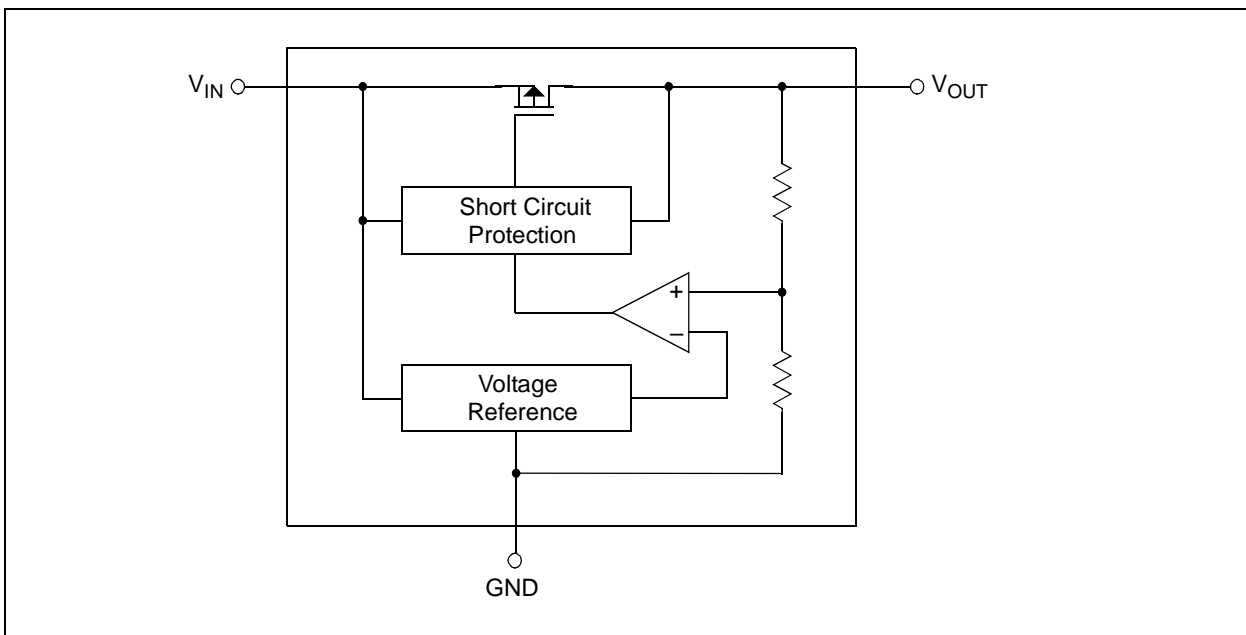 V_IN
V_OUT
Short Circuit
Protection
+
–
Voltage
Reference
GND